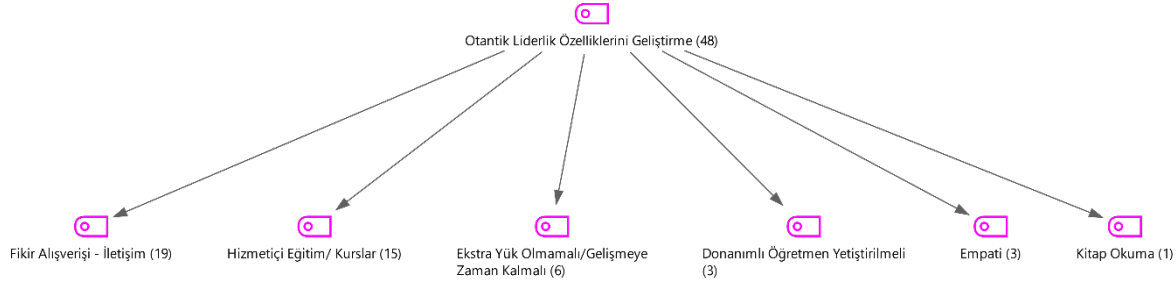 Otantik Liderlik Özelliklerini Geliştirme (48)
Fikir Alışverişi - İletişim (19)
Hizmetiçi Eğitim/ Kurslar (15)
Ekstra Yük Olmamalı/Gelişmeye
Zaman Kalmalı (6)
Donanımlı Öğretmen Yetiştirilmeli
(3)
Empati (3)
Kitap Okuma (1)